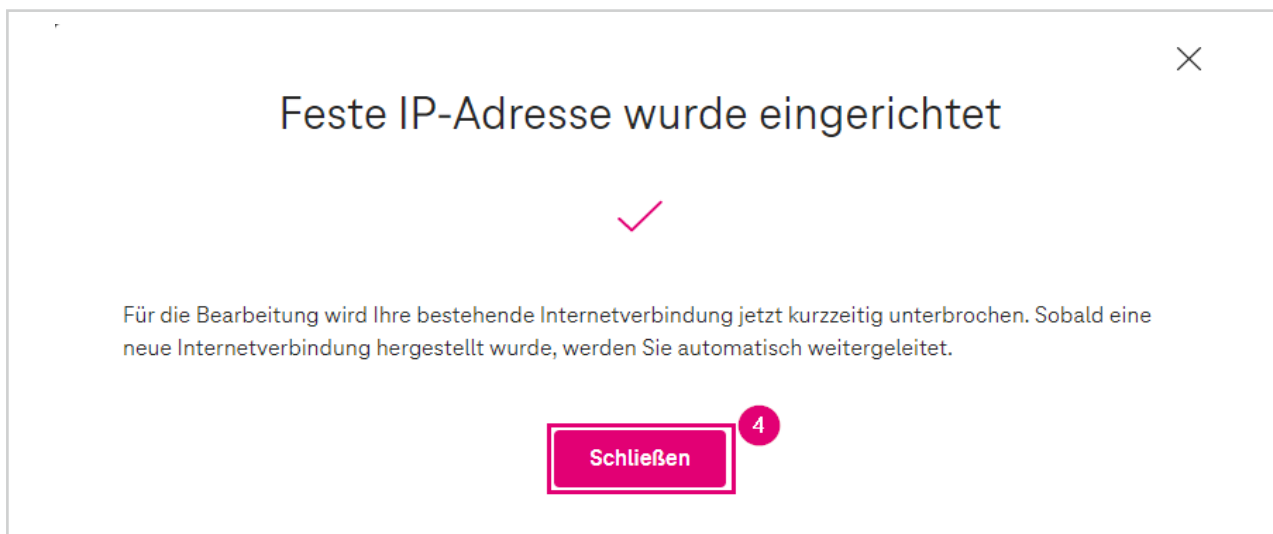 Feste IP-Adresse wurde eingerichtet
Für die Bearbeitung wird Ihre bestehende Internetverbindung jetzt kurzzeitig unterbrochen. Sobald eine
neue Internetverbindung hergestellt wurde, werden Sie automatisch weitergeleitet.
4
Schließen